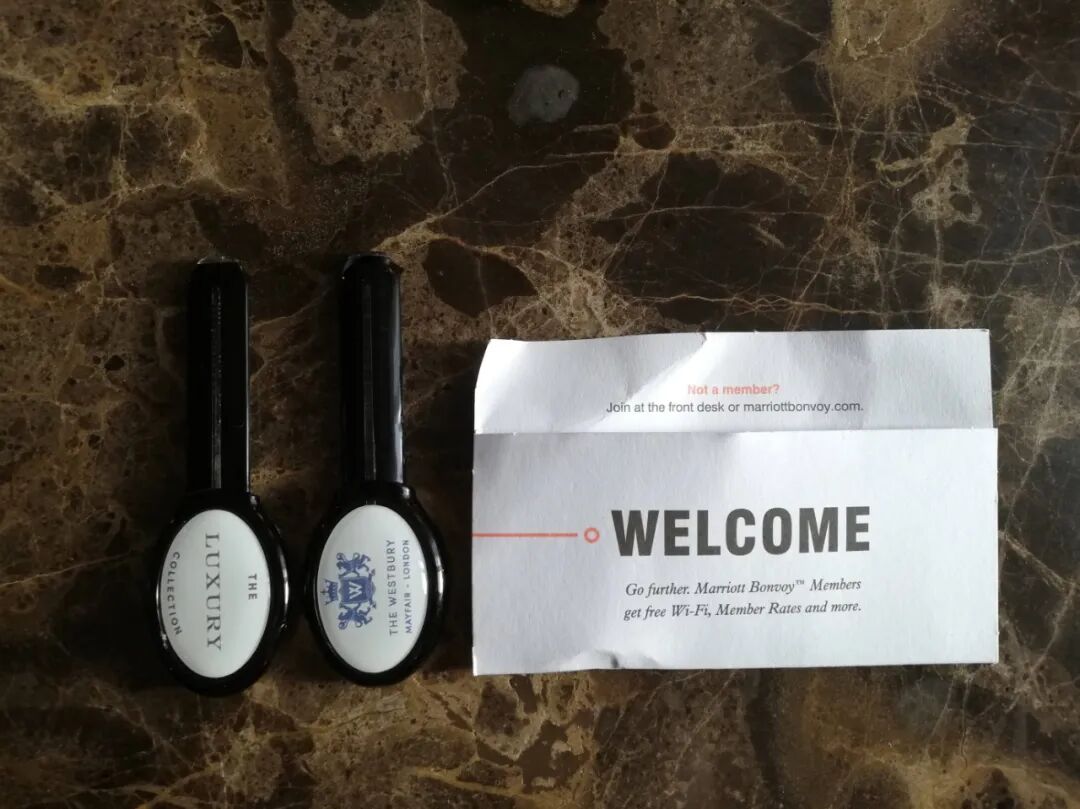 THE
LUXURY
COLLECTION
W
THE WESTBURY
MAYFAIR - LONDON
Not a member?
Join at the front desk or marriottbonvoy.com.
WELCOME
Go further. Marriott Bonvoy™ Members
get free Wi-Fi, Member Rates and more.